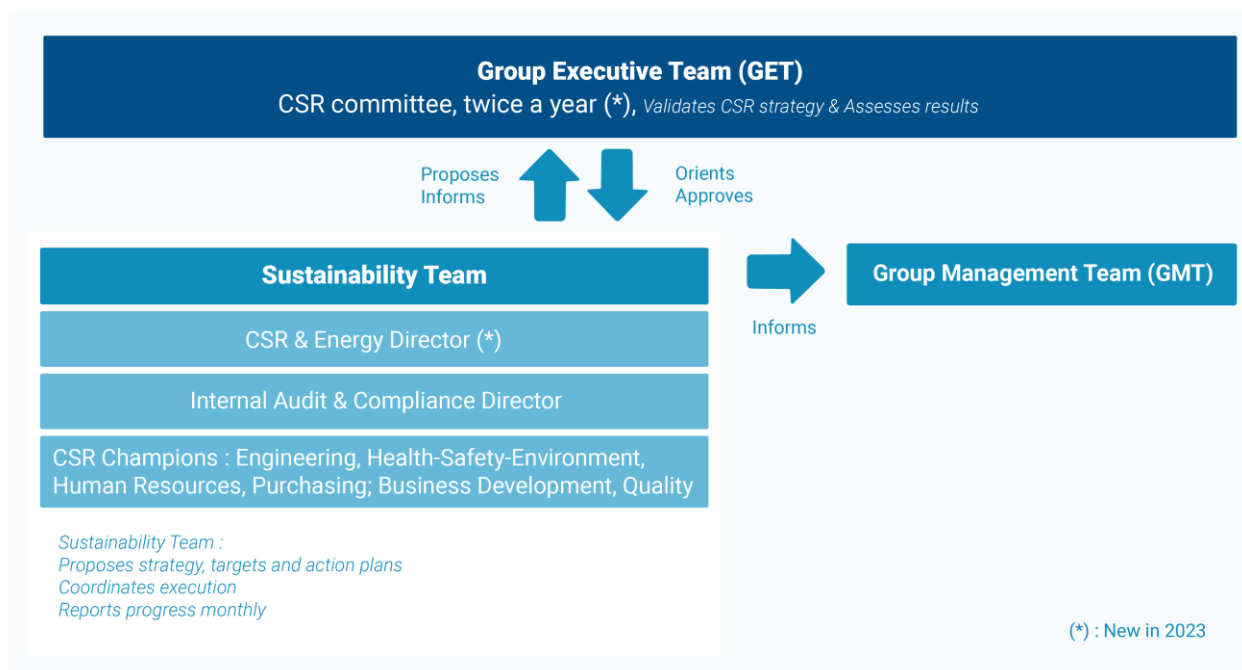 Group Executive Team (GET)
CSR committee, twice a year (*), Validates CSR strategy & Assesses results
Proposes
Informs
Orients
Approves
Sustainability Team
CSR & Energy Director (*)
Internal Audit & Compliance Director
CSR Champions : Engineering, Health-Safety-Environment,
Human Resources, Purchasing; Business Development, Quality
Sustainability Team :
Proposes strategy, targets and action plans
Coordinates execution
Reports progress monthly
Informs
Group Management Team (GMT)
(*) : New in 2023